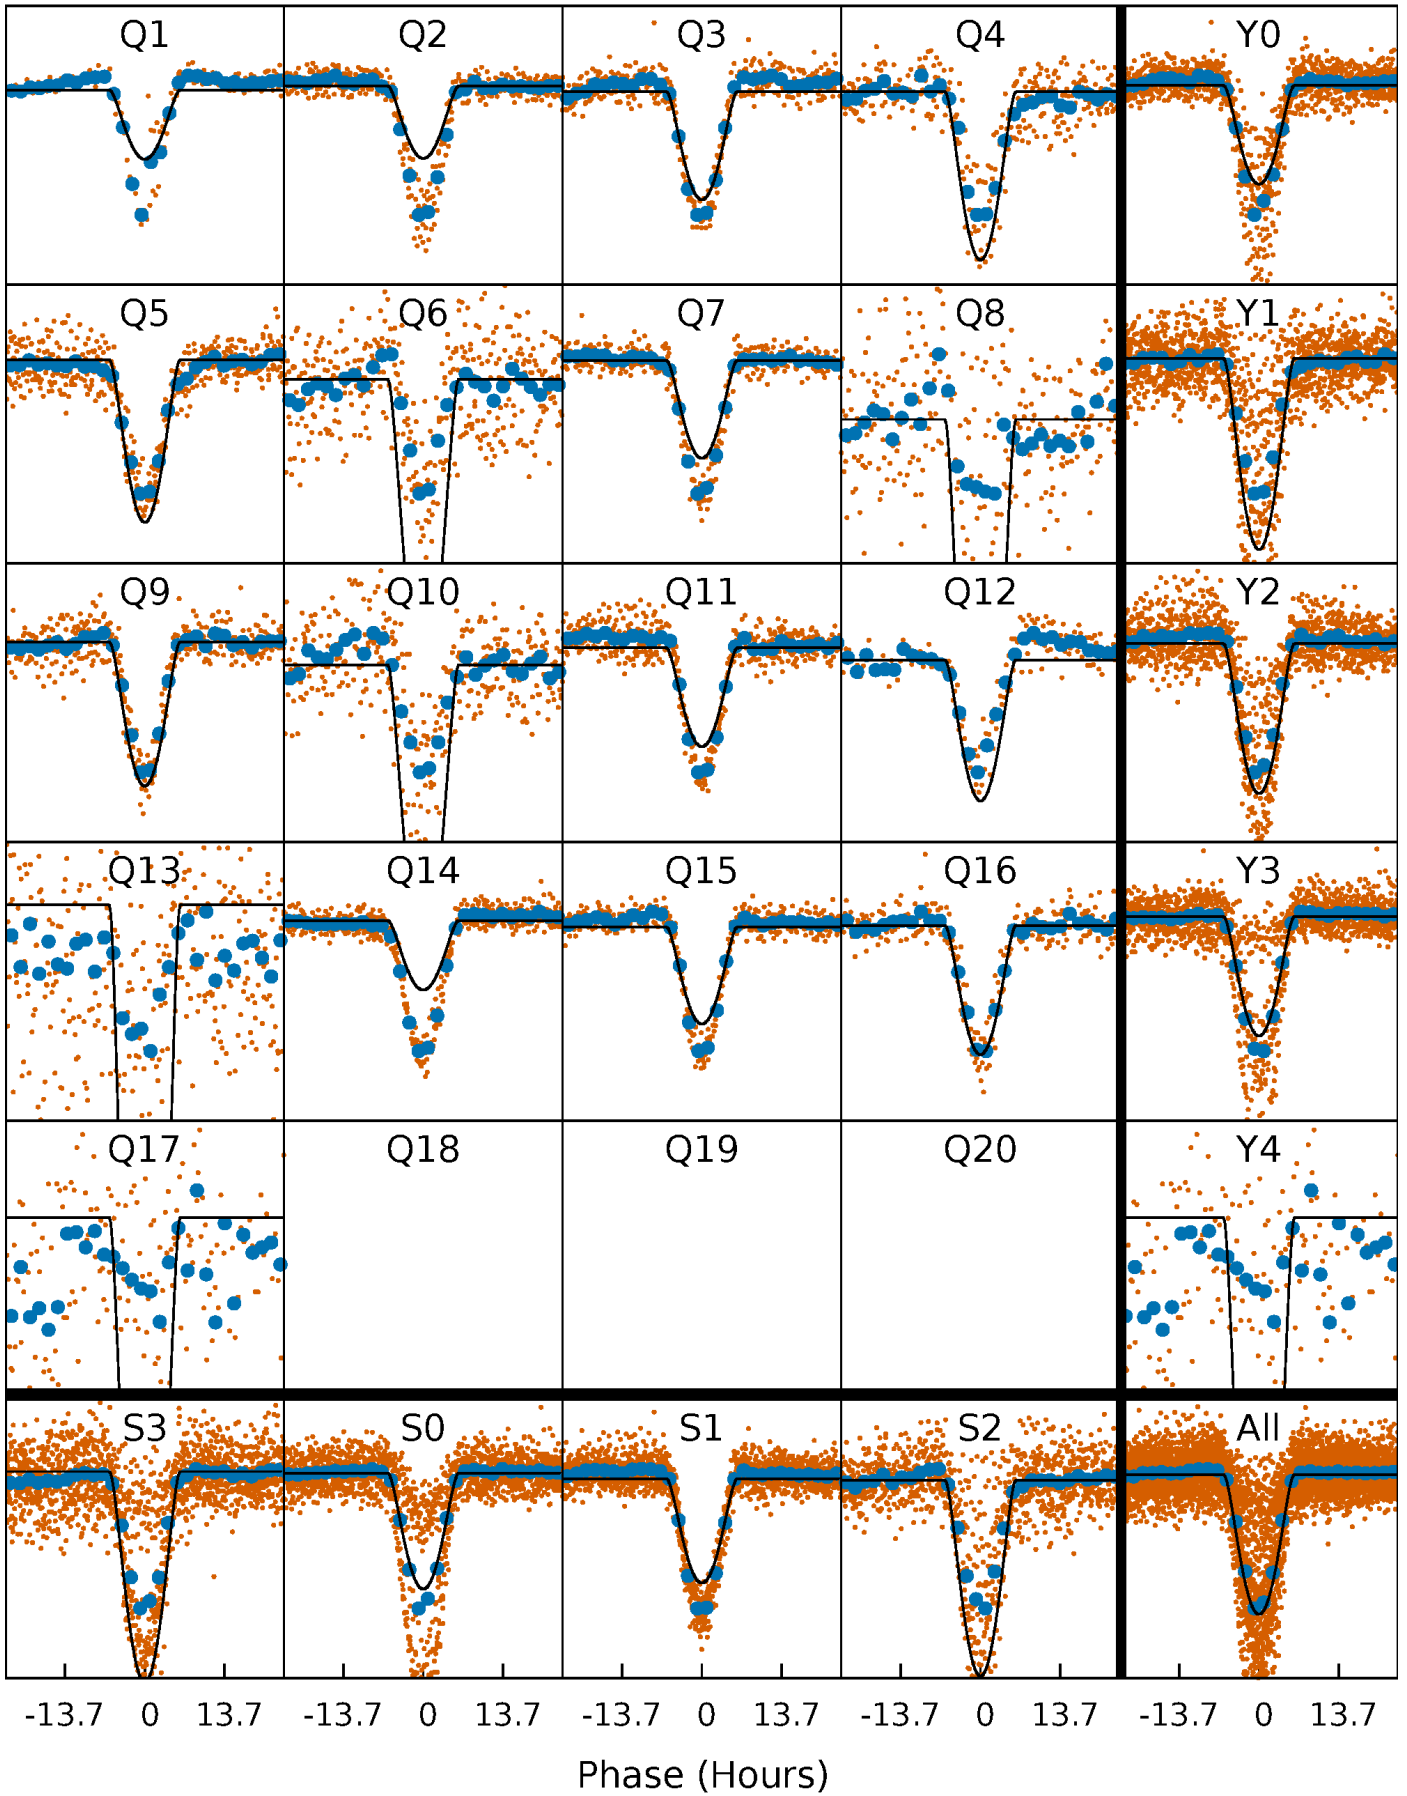 Q1 Q2 Q3 Q4 Y0
Q5 Q6 Q7 Q8 Y1
Q9 Q10 Q11 Q12 Y2
Q13 Q14 Q15 Q16 Y3
Q17 Q18 Q19 Q20 Y4
S3 S0 S1 S2 All
-13.7 0 13.7 -13.7 0 13.7 -13.7 0 13.7 -13.7 0 13.7 -13.7 0 13.7
Phase (Hours)